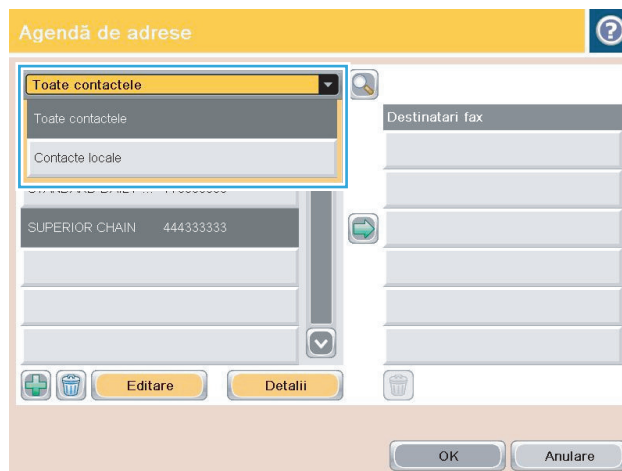 Agendă de adrese
?
Toate contactele
Toate contactele
Contacte locale
SUPERIOR CHAIN 444333333
Destinatari fax
Editare
Detalii
OK
Anulare